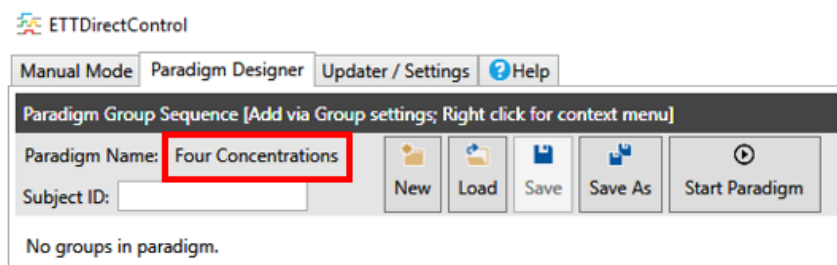 ETTDirectControl
Manual Mode Paradigm Designer Updater / Settings ? Help
Paradigm Group Sequence [Add via Group settings; Right click for context menu]
Paradigm Name: Four Concentrations
Subject ID:
New Load Save Save As Start Paradigm
No groups in paradigm.